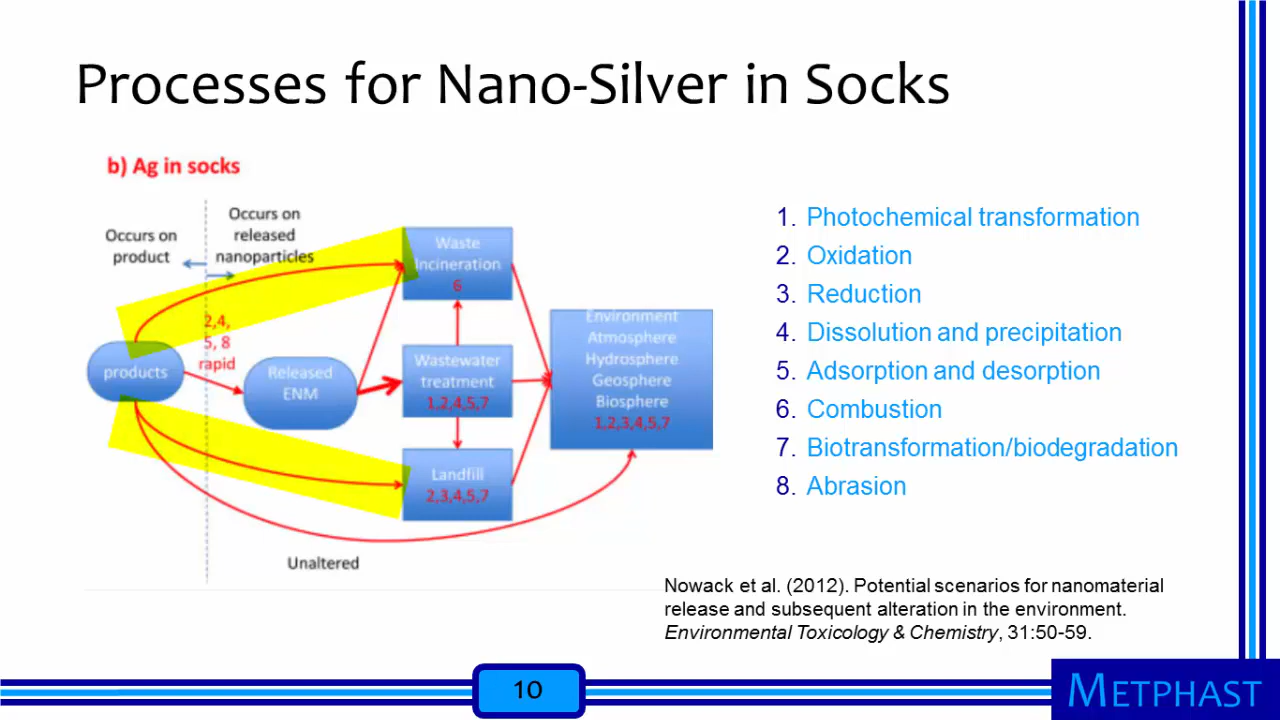 Processes for Nano-Silver in Socks
b) Ag in socks
Occurs on
product
Occurs on
released
nanoparticles
products
2,4,
5, 8
rapid
Released
ENM
Waste
Incineration
6
Wastewater
treatment
1,2,4,5,7
Landfill
2,3,4,5,7
Environment
Atmosphere
Hydrosphere
Geosphere
Biosphere
1,2,3,4,5,7
Unaltered
1. Photochemical transformation
2. Oxidation
3. Reduction
4. Dissolution and precipitation
5. Adsorption and desorption
6. Combustion
7. Biotransformation/biodegradation
8. Abrasion
Nowack et al. (2012). Potential scenarios for nanomaterial
release and subsequent alteration in the environment.
Environmental Toxicology & Chemistry, 31:50-59.
10
METPHAST